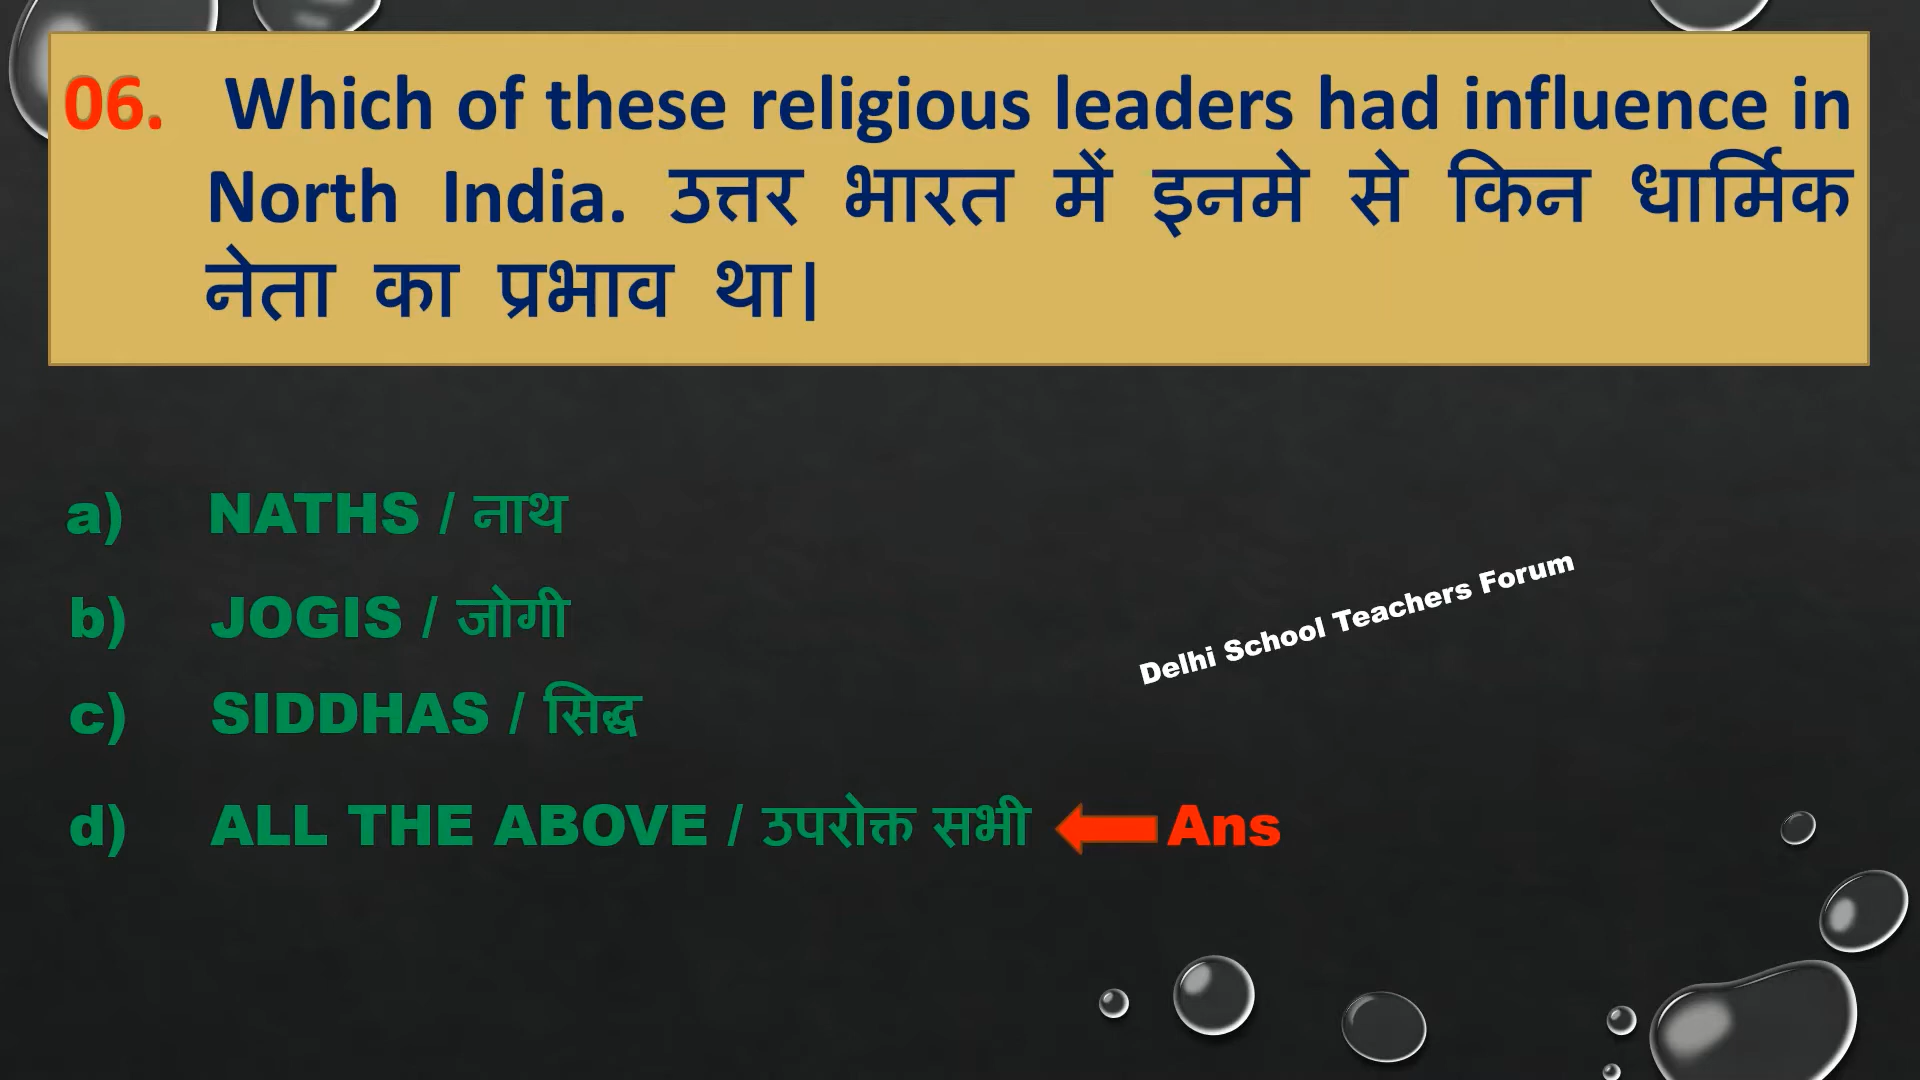 06. Which of these religious leaders had influence in
North India. उत्तर भारत में इनमे से किन धार्मिक
नेता का प्रभाव था।
a) NATHS / नाथ
b) JOGIS / जोगी
c) SIDDHAS / सिद्ध
d) ALL THE ABOVE / उपरोक्त सभी Ans
Delhi School Teachers Forum